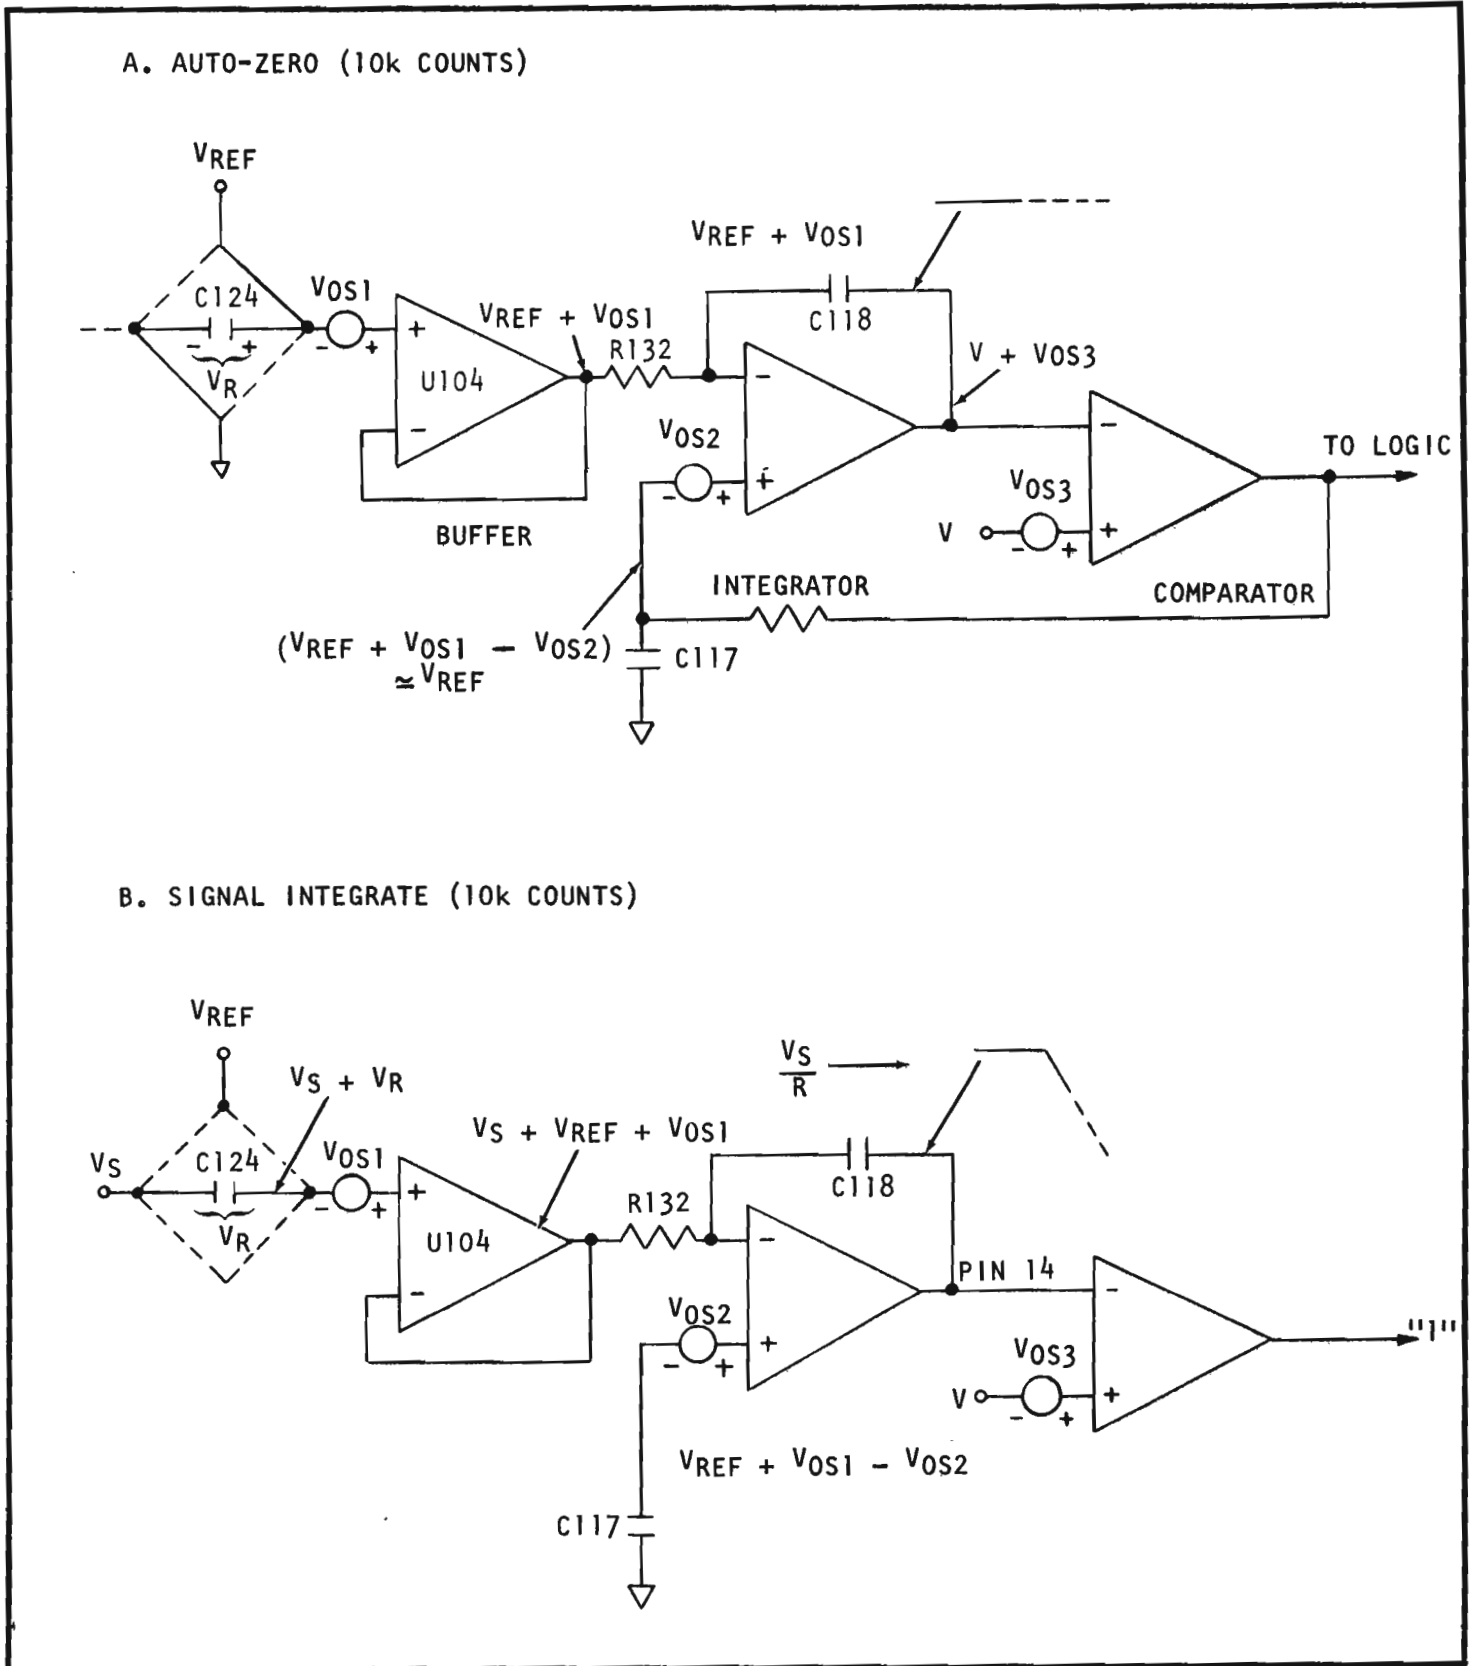 A. AUTO-ZERO (10k COUNTS)
VREF
C124
- +
VR
VOS1
- +
+
U104
-
BUFFER
VREF + VOS1
R132
VREF + VOS1
C118
-
+
VOS2
- +
V + VOS3
-
+
VOS3
V
- +
TO LOGIC
INTEGRATOR
COMPARATOR
(VREF + VOS1 - VOS2)
≃VREF
C117
B. SIGNAL INTEGRATE (10k COUNTS)
VREF
VS + VR
VS
C124
VR
VOS1
- +
+
U104
-
VS + VREF + VOS1
R132
VS
R
C118
-
+
VOS2
- +
PIN 14
-
+
VOS3
V
- +
"1"
VREF + VOS1 - VOS2
C117